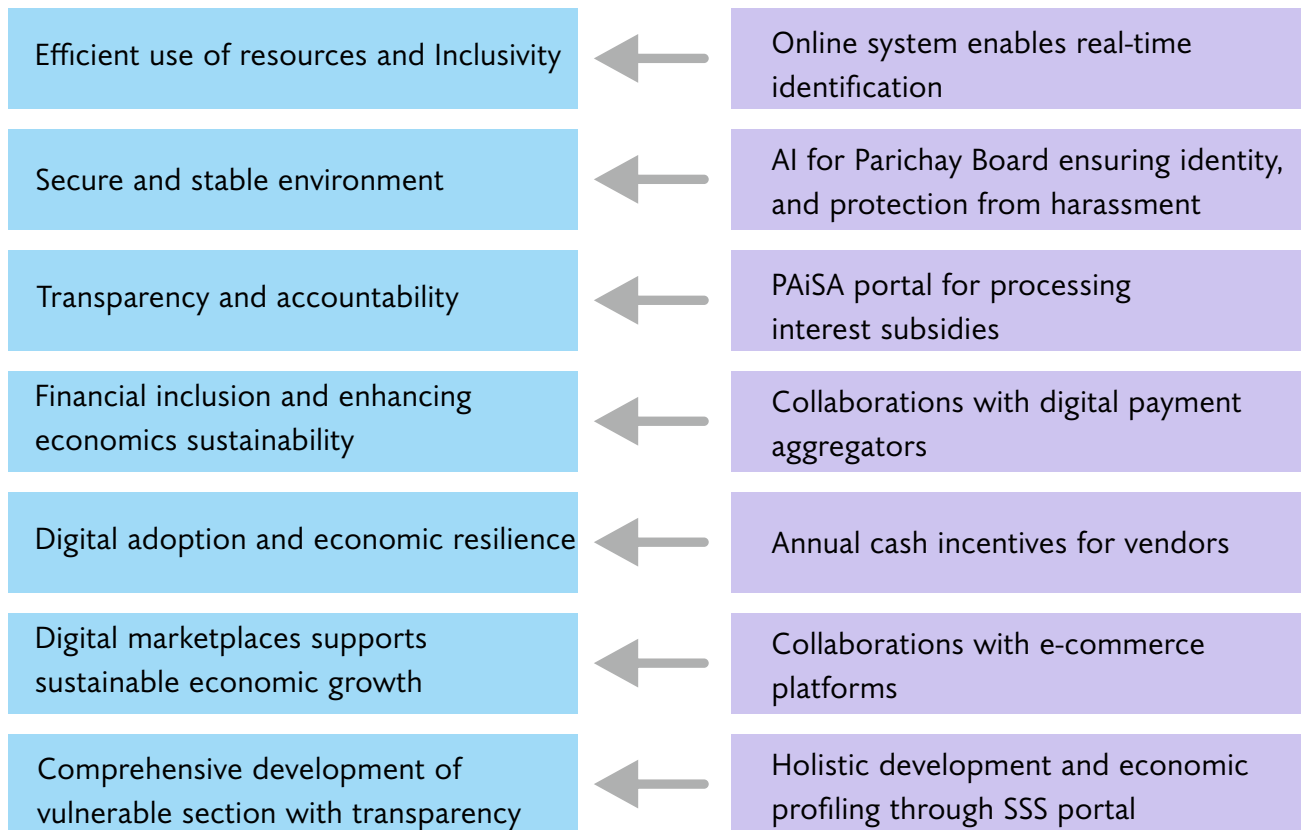 Efficient use of resources and Inclusivity
Online system enables real-time
identification
Secure and stable environment
AI for Parichay Board ensuring identity,
and protection from harassment
Transparency and accountability
PAiSA portal for processing
interest subsidies
Financial inclusion and enhancing
economics sustainability
Collaborations with digital payment
aggregators
Digital adoption and economic resilience
Annual cash incentives for vendors
Digital marketplaces supports
sustainable economic growth
Collaborations with e-commerce
platforms
Comprehensive development of
vulnerable section with transparency
Holistic development and economic
profiling through SSS portal